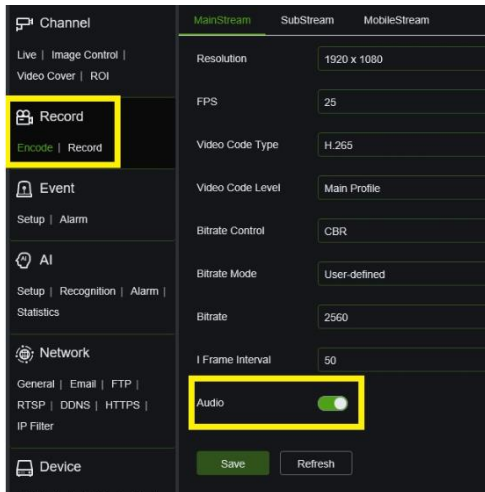 Channel
Live | Image Control |
Video Cover | ROI
Record
Encode | Record
Event
Setup | Alarm
AI
AI
Setup | Recognition | Alarm |
Statistics
Network
General | Email | FTP |
RTSP | DDNS | HTTPS |
IP Filter
Device
MainStream SubStream MobileStream
Resolution 1920 x 1080
FPS 25
Video Code Type H.265
Video Code Level Main Profile
Bitrate Control CBR
Bitrate Mode User-defined
Bitrate 2560
I Frame Interval 50
Audio
Save Refresh